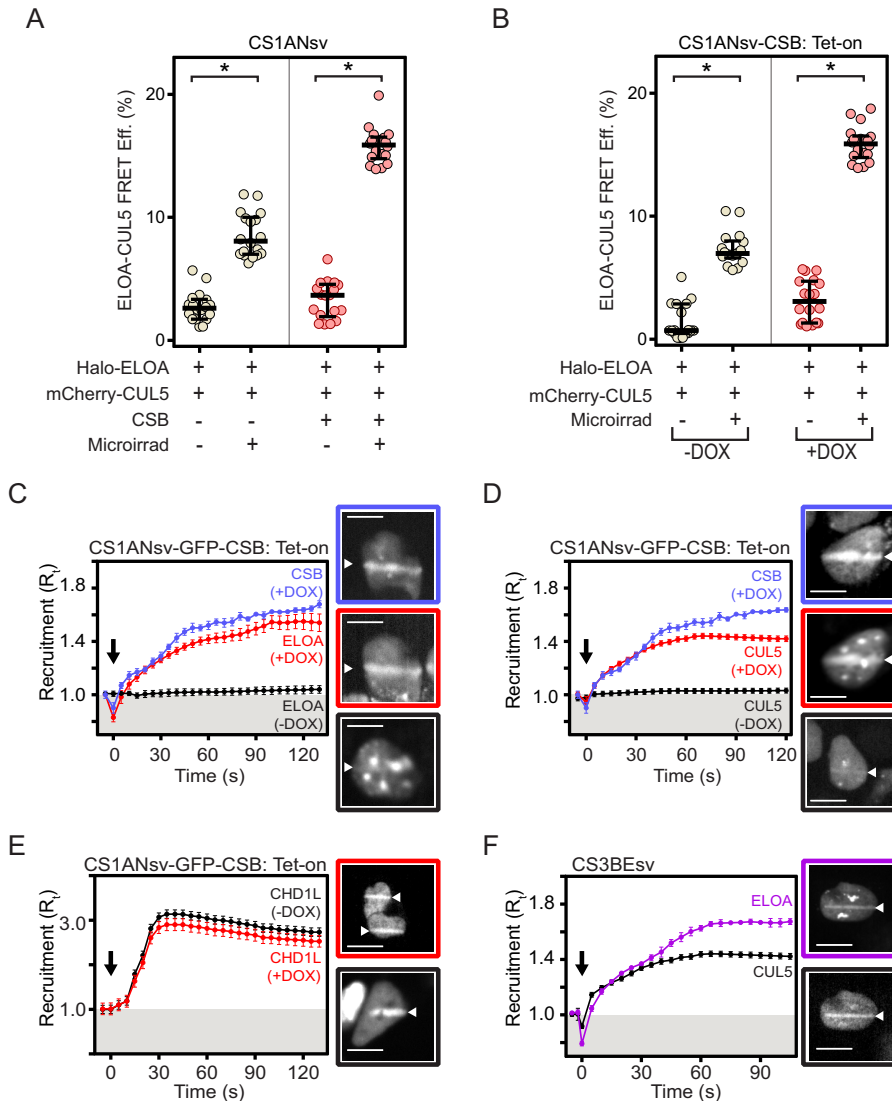 A
CS1ANsv
ELOA-CUL5 FRET Eff. (%)
20
10
0
* *
Halo-ELOA + + + +
mCherry-CUL5 + + + +
CSB - - + +
Microirrad - + - +
B
CS1ANsv-CSB: Tet-on
ELOA-CUL5 FRET Eff. (%)
20
10
0
* *
Halo-ELOA + + + +
mCherry-CUL5 + + + +
Microirrad - + - +
-DOX +DOX
C
CS1ANsv-GFP-CSB: Tet-on
Recruitment (Rt)
1.8
1.4
1.0
CSB
(+DOX)
ELOA
(+DOX)
ELOA
(-DOX)
0 30 60 90 120
Time (s)
D
CS1ANsv-GFP-CSB: Tet-on
Recruitment (Rt)
1.8
1.4
1.0
CSB
(+DOX)
CUL5
(+DOX)
CUL5
(-DOX)
0 30 60 90 120
Time (s)
E
CS1ANsv-GFP-CSB: Tet-on
Recruitment (Rt)
3.0
1.0
CHD1L
(-DOX)
CHD1L
(+DOX)
0 30 60 90 120
Time (s)
F
CS3BEsv
Recruitment (Rt)
1.8
1.4
1.0
ELOA
CUL5
0 30 60 90
Time (s)